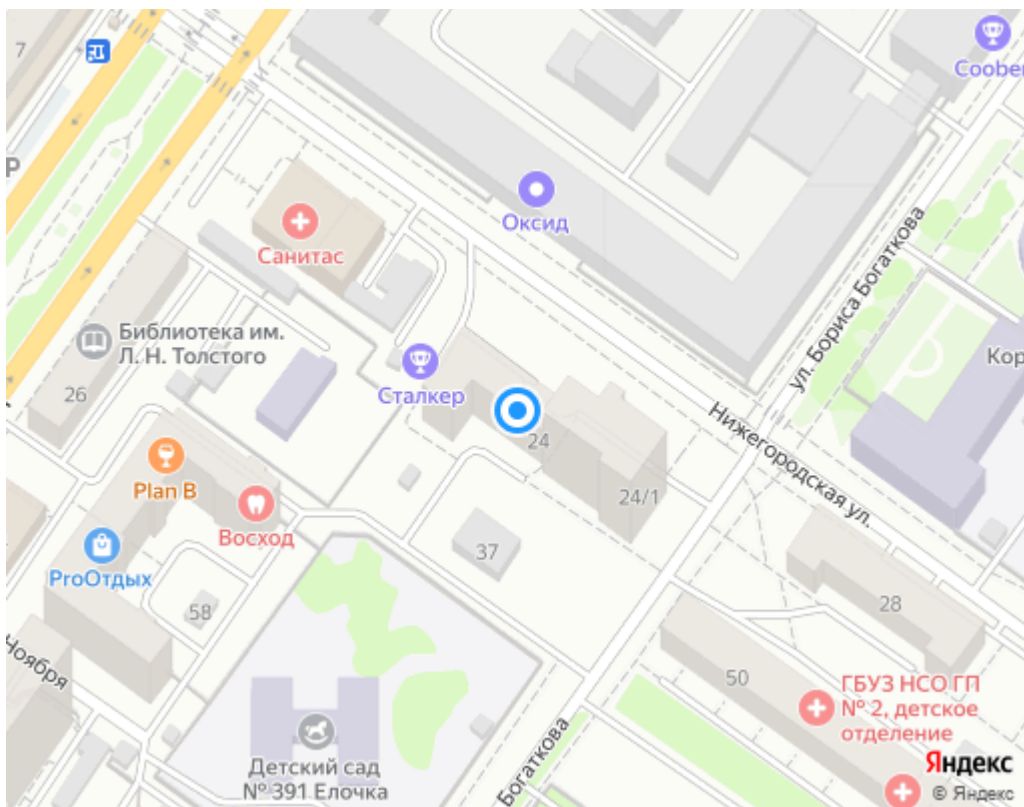 7
Coober
Р
Оксид
Санитас
ул. Бориса Богаткова
Библиотека им.
Л. Н. Толстого
Кор
Сталкер
26
Нижегородская ул.
24
Plan B
24/1
Восход
37
ProОтдых
58
28
Ноября
50
ГБУЗ НСО ГП
№ 2, детское
отделение
Богаткова
Детский сад
№ 391 Елочка
Яндекс
© Яндекс